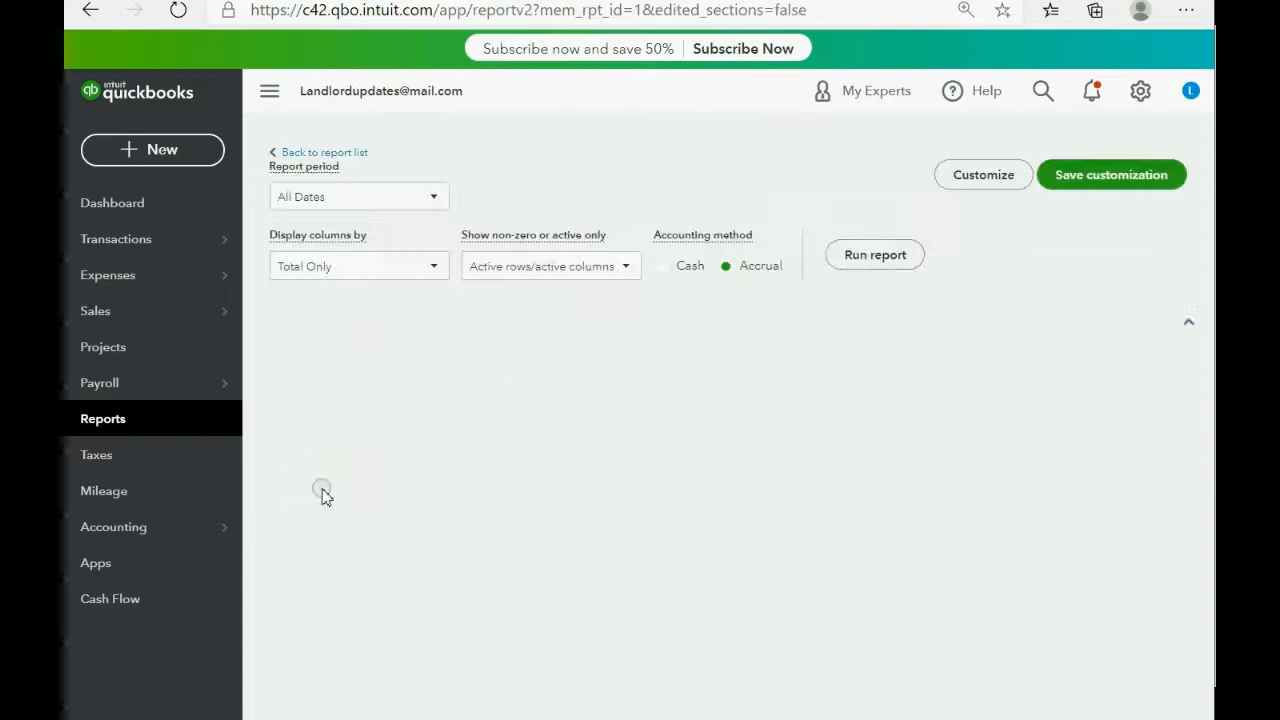 https://c42.qbo.intuit.com/app/reportv2?mem_rpt_id=1&edited_sections=false
Subscribe now and save 50% Subscribe Now
qb intuit quickbooks
Landlordupdates@mail.com
My Experts
Help
L
New
Back to report list
Report period
Customize
Save customization
All Dates
Dashboard
Transactions
Expenses
Sales
Projects
Payroll
Reports
Taxes
Mileage
Accounting
Apps
Cash Flow
Display columns by
Show non-zero or active only
Accounting method
Total Only
Active rows/active columns
Cash
Accrual
Run report